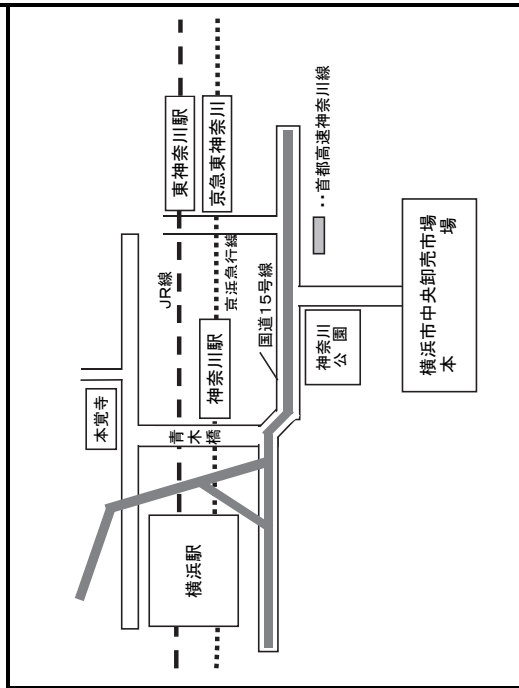 東神奈川駅
京急東神奈川
‥首都高速神奈川線
JR線
京浜急行線
国道15号線
神奈川駅
神奈川
公園
横浜市中央卸売市場
本場
本覚寺
青木橋
横浜駅